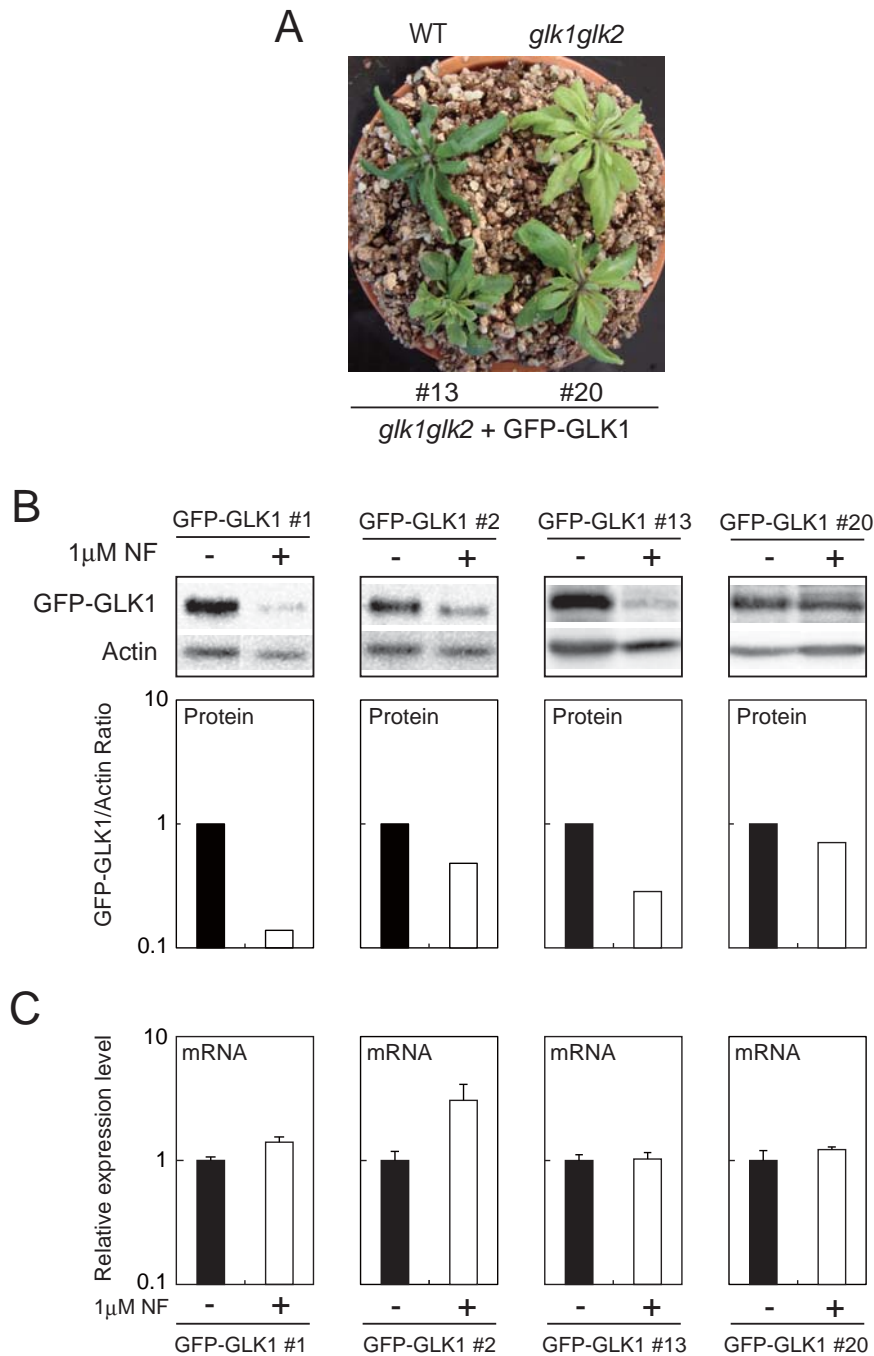 A
WT glk1glk2
#13 #20
glk1glk2 + GFP-GLK1
B
GFP-GLK1 #1 GFP-GLK1 #2 GFP-GLK1 #13 GFP-GLK1 #20
1μM NF - + - + - + - +
GFP-GLK1
Actin
GFP-GLK1/Actin Ratio
10
1
0.1
Protein Protein Protein Protein
C
Relative expression level
10
1
0.1
mRNA mRNA mRNA mRNA
1μM NF - + - + - + - +
GFP-GLK1 #1 GFP-GLK1 #2 GFP-GLK1 #13 GFP-GLK1 #20